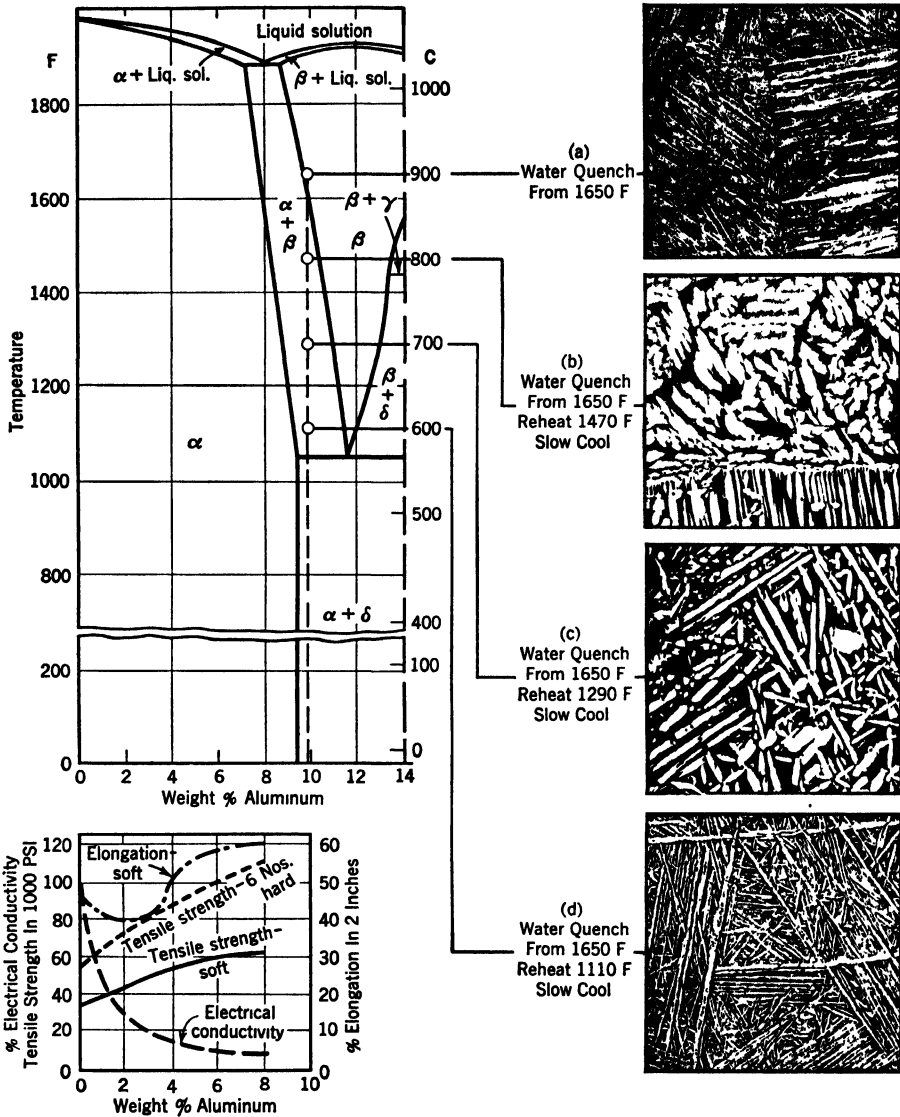 F
Liquid solution
C
α + Liq. sol.
β + Liq. sol.
1800
1600
1400
1200
1000
800
200
0
Temperature
1000
900
800
700
600
500
400
100
0
α
+
β
β + γ
β
β
+
δ
α
α + δ
0 2 4 6 8 10 12 14
Weight % Aluminum
(a)
Water Quench
From 1650 F
(b)
Water Quench
From 1650 F
Reheat 1470 F
Slow Cool
(c)
Water Quench
From 1650 F
Reheat 1290 F
Slow Cool
(d)
Water Quench
From 1650 F
Reheat 1110 F
Slow Cool
% Electrical Conductivity
Tensile Strength In 1000 PSI
120
100
80
60
40
20
0
Elongation-
soft
Tensile strength-6 Nos.
hard
Tensile strength-
soft
Electrical
conductivity
60
50
40
30
20
10
0
% Elongation In 2 Inches
0 2 4 6 8 10
Weight % Aluminum